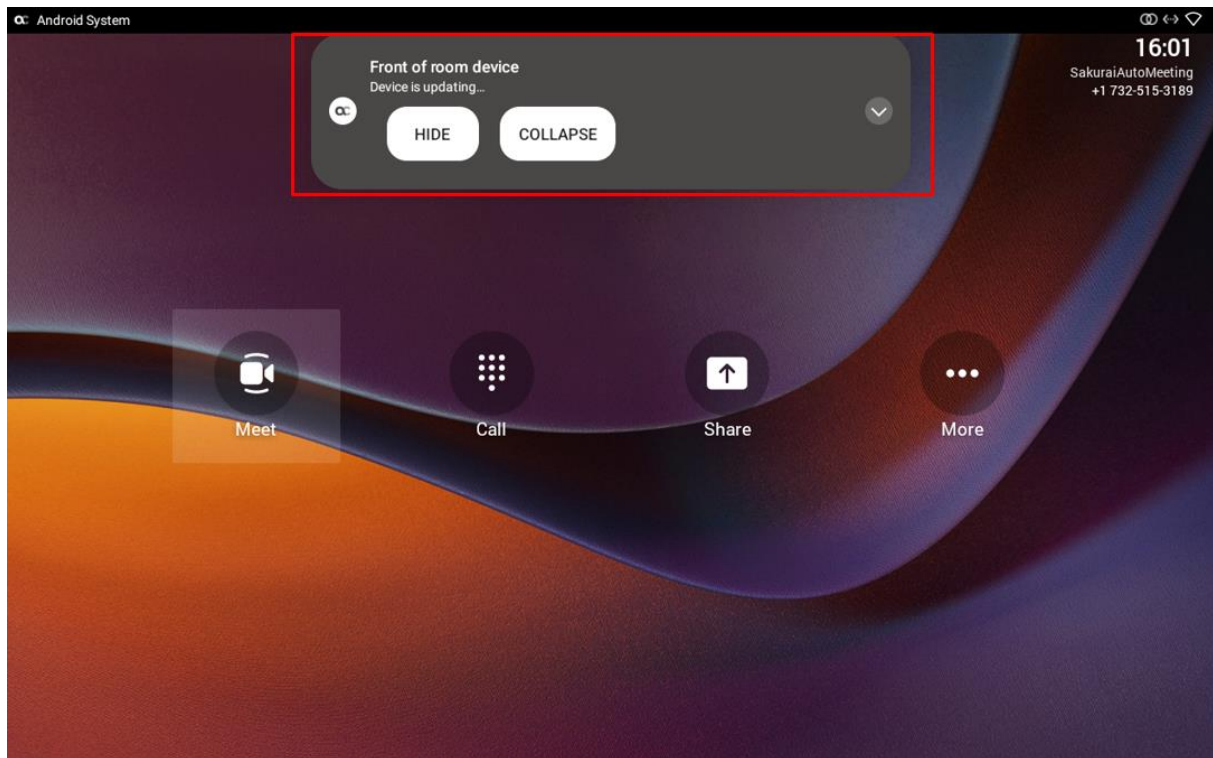 Android System
16:01
SakuraiAutoMeeting
+1 732-515-3189
Front of room device
Device is updating...
HIDE COLLAPSE
Meet Call Share More